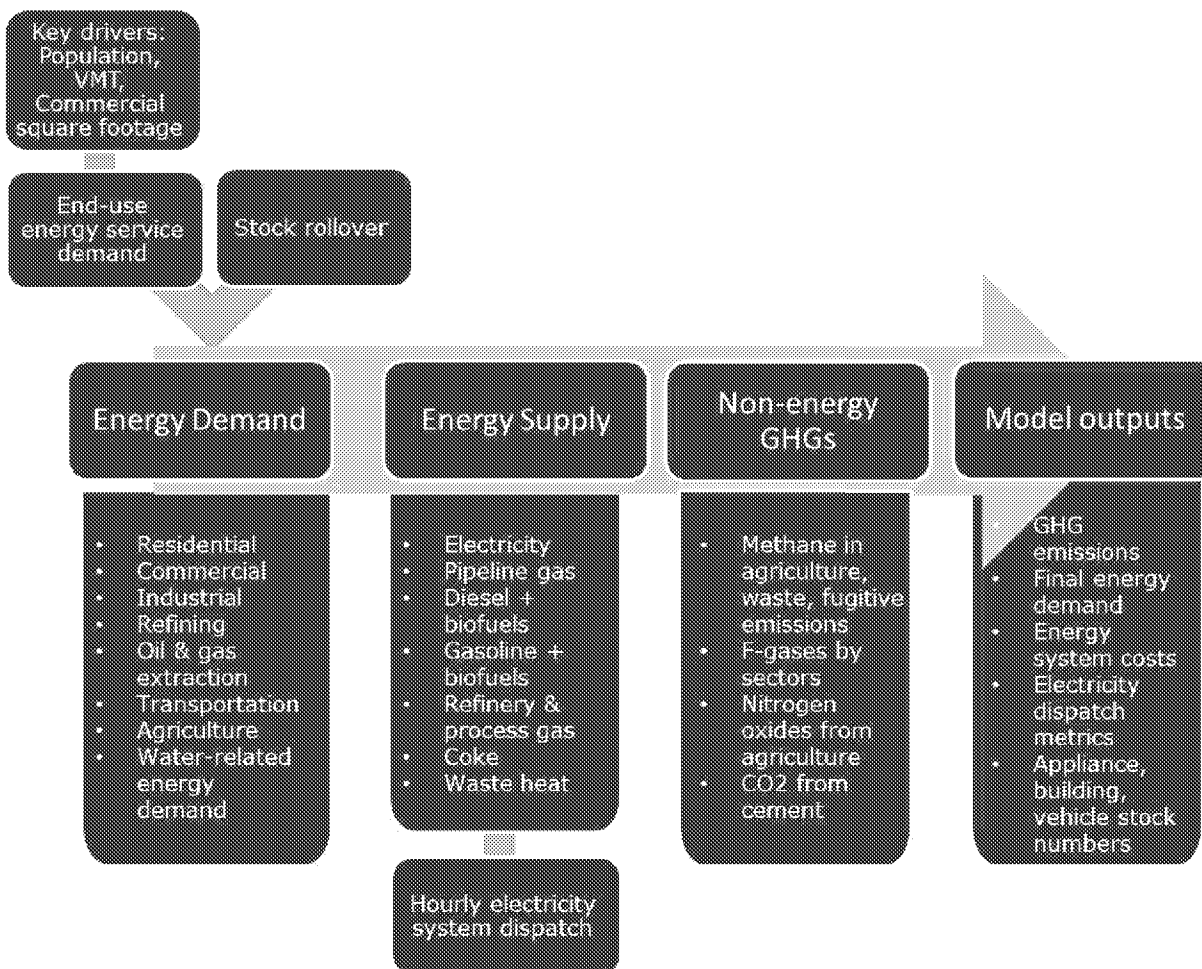 Key drivers:
Population,
VMT,
Commercial
square footage
End-use
energy service
demand
Stock rollover
Energy Demand
• Residential
• Commercial
• Industrial
• Refining
• Oil & gas
extraction
• Transportation
• Agriculture
• Water-related
energy
demand
Energy Supply
• Electricity
• Pipeline gas
• Diesel +
biofuels
• Gasoline +
biofuels
• Refinery &
process gas
• Coke
• Waste heat
Hourly electricity
system dispatch
Non-energy
GHGs
• Methane in
agriculture,
waste, fugitive
emissions
• F-gases by
sectors
• Nitrogen
oxides from
agriculture
• CO2 from
cement
Model outputs
• GHG
emissions
• Final energy
demand
• Energy
system costs
• Electricity
dispatch
metrics
• Appliance,
building,
vehicle stock
numbers